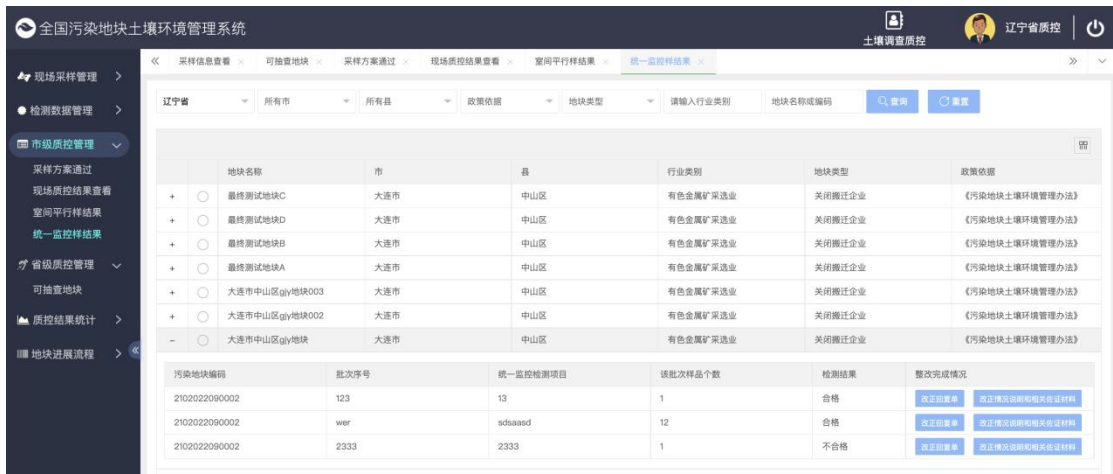 全国污染地块土壤环境管理系统
土壤调查质控
辽宁省质控
采样信息查看 可抽查地块 采样方案通过 现场质控结果查看 室间平行样结果 统一监控样结果
现场采样管理
检测数据管理
市级质控管理
采样方案通过
现场质控结果查看
室间平行样结果
统一监控样结果
省级质控管理
可抽查地块
质控结果统计
地块进展流程
辽宁省 所有市 所有县 政策依据 地块类型 请输入行业类别 地块名称或编码 查询 重置
地块名称 市 县 行业类别 地块类型 政策依据
+ 最终测试地块C 大连市 中山区 有色金属矿采选业 关闭搬迁企业 《污染地块土壤环境管理办法》
+ 最终测试地块D 大连市 中山区 有色金属矿采选业 关闭搬迁企业 《污染地块土壤环境管理办法》
+ 最终测试地块B 大连市 中山区 有色金属矿采选业 关闭搬迁企业 《污染地块土壤环境管理办法》
+ 最终测试地块A 大连市 中山区 有色金属矿采选业 关闭搬迁企业 《污染地块土壤环境管理办法》
+ 大连市中山区gjy地块003 大连市 中山区 有色金属矿采选业 关闭搬迁企业 《污染地块土壤环境管理办法》
+ 大连市中山区gjy地块002 大连市 中山区 有色金属矿采选业 关闭搬迁企业 《污染地块土壤环境管理办法》
− 大连市中山区gjy地块 大连市 中山区 有色金属矿采选业 关闭搬迁企业 《污染地块土壤环境管理办法》
污染地块编码 批次序号 统一监控检测项目 该批次样品个数 检测结果 整改完成情况
2102022090002 123 13 1 合格 改正回复单 改正情况说明和相关佐证材料
2102022090002 wer sdsaasd 12 合格 改正回复单 改正情况说明和相关佐证材料
2102022090002 2333 2333 1 不合格 改正回复单 改正情况说明和相关佐证材料